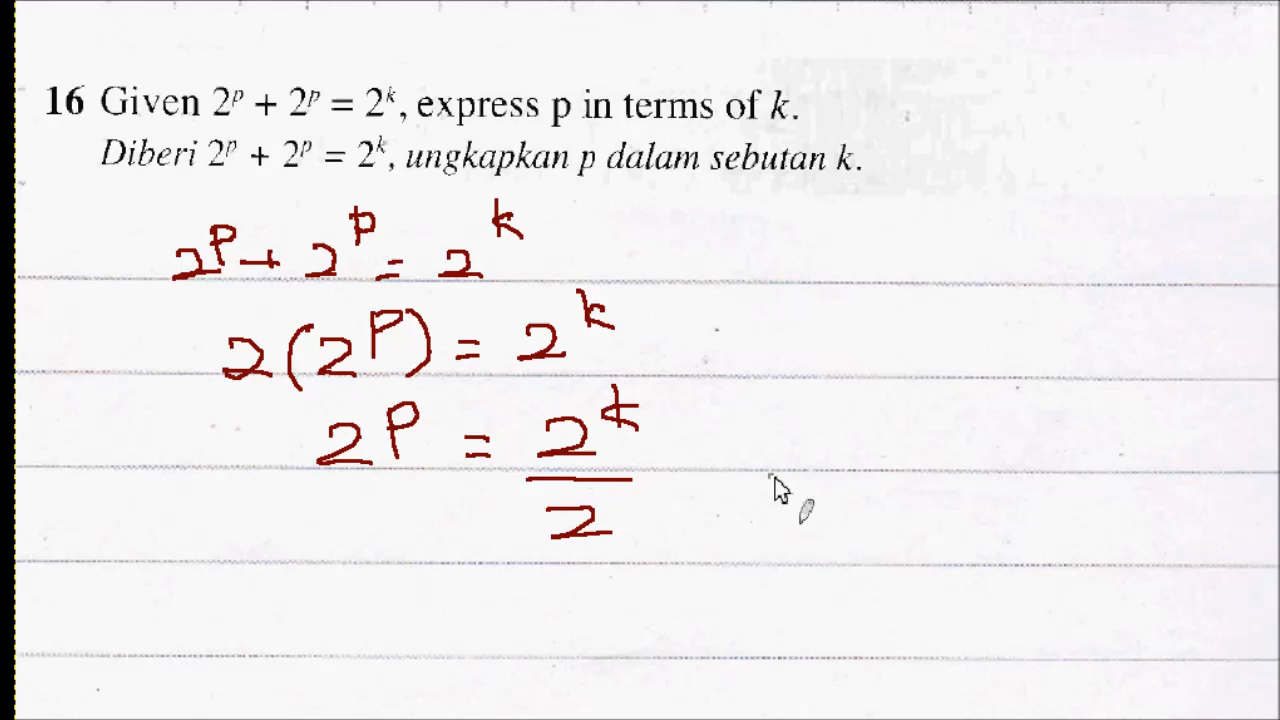 16 Given 2ᵖ + 2ᵖ = 2ᵏ, express p in terms of k.
Diberi 2ᵖ + 2ᵖ = 2ᵏ, ungkapkan p dalam sebutan k.
2ᵖ + 2ᵖ = 2ᵏ
2(2ᵖ) = 2ᵏ
2ᵖ = 2ᵏ/2